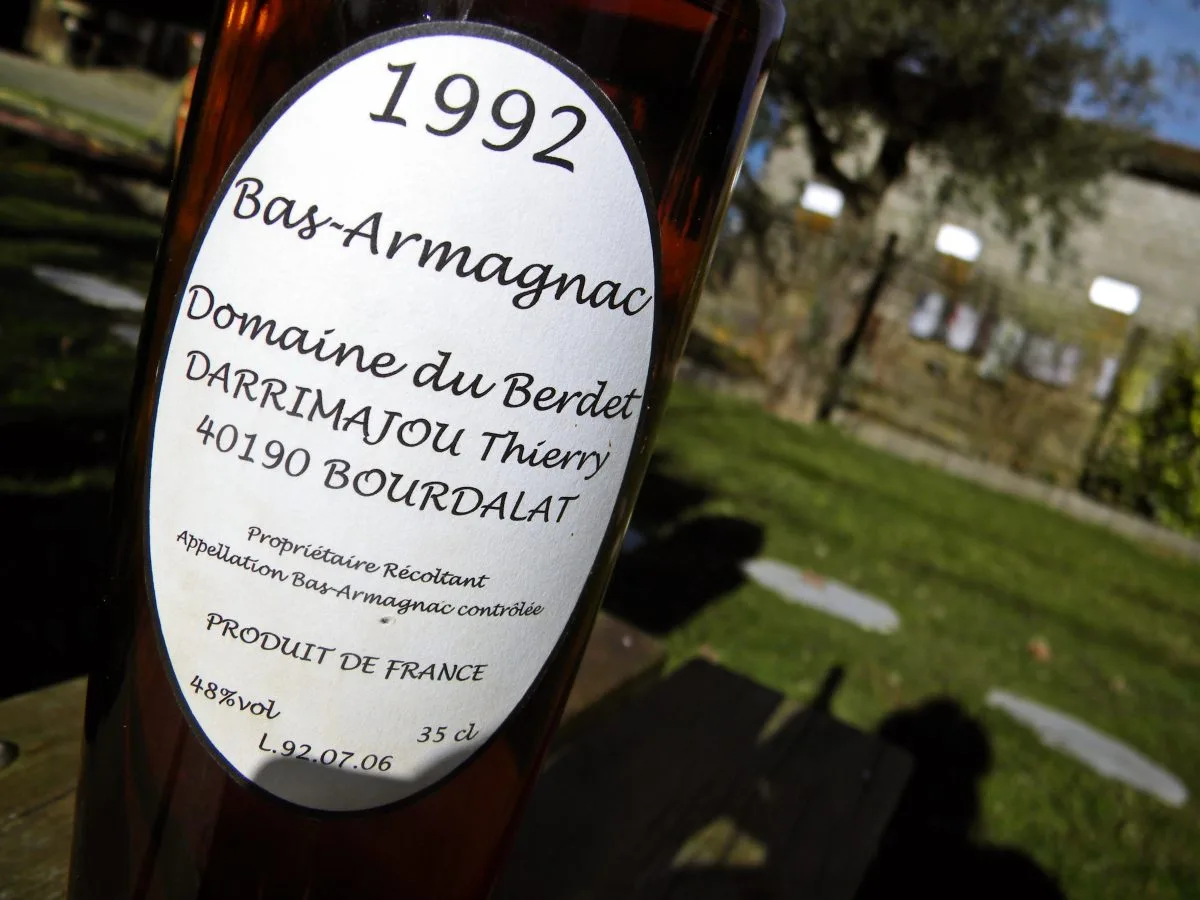 1992
Bas-Armagnac
Domaine du Berdet
DARRIMAJOU Thierry
40190 BOURDALAT
Propriétaire Récoltant
Appellation Bas-Armagnac contrôlée
PRODUIT DE FRANCE
48%vol
35 cl
L.92.07.06